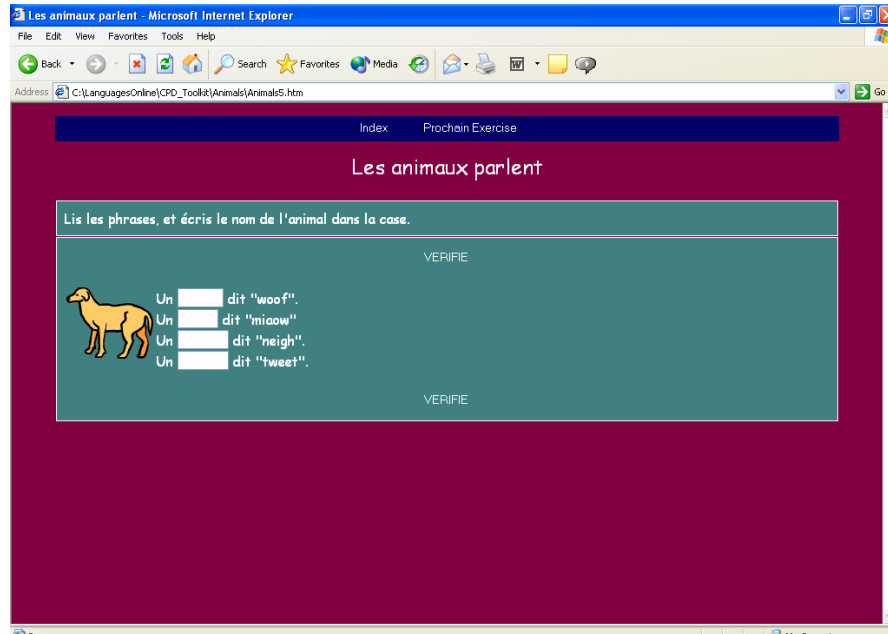 Les animaux parlent - Microsoft Internet Explorer
File Edit View Favorites Tools Help
Back Search Favorites Media
Address C:\LanguagesOnline\CPD_Toolkit\Animals\Animals5.htm Go
Index Prochain Exercise
Les animaux parlent
Lis les phrases, et écris le nom de l'animal dans la case.
VERIFIE
Un dit "woof".
Un dit "miaow"
Un dit "neigh".
Un dit "tweet".
VERIFIE